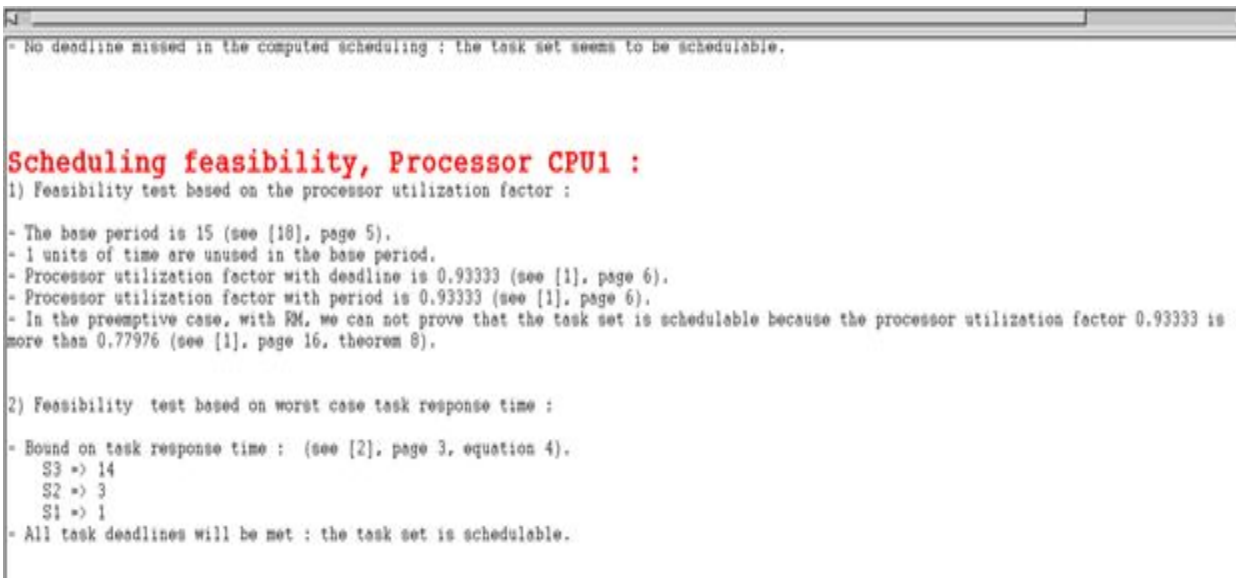 - No deadline missed in the computed scheduling : the task set seems to be schedulable.
Scheduling feasibility, Processor CPU1 :
1) Feasibility test based on the processor utilization factor :
- The base period is 15 (see [18], page 5).
- 1 units of time are unused in the base period.
- Processor utilization factor with deadline is 0.93333 (see [1], page 6).
- Processor utilization factor with period is 0.93333 (see [1], page 6).
- In the preemptive case, with RM, we can not prove that the task set is schedulable because the processor utilization factor 0.93333 is
more than 0.77976 (see [1], page 16, theorem 8).
2) Feasibility test based on worst case task response time :
- Bound on task response time : (see [2], page 3, equation 4).
S3 => 14
S2 => 3
S1 => 1
- All task deadlines will be met : the task set is schedulable.